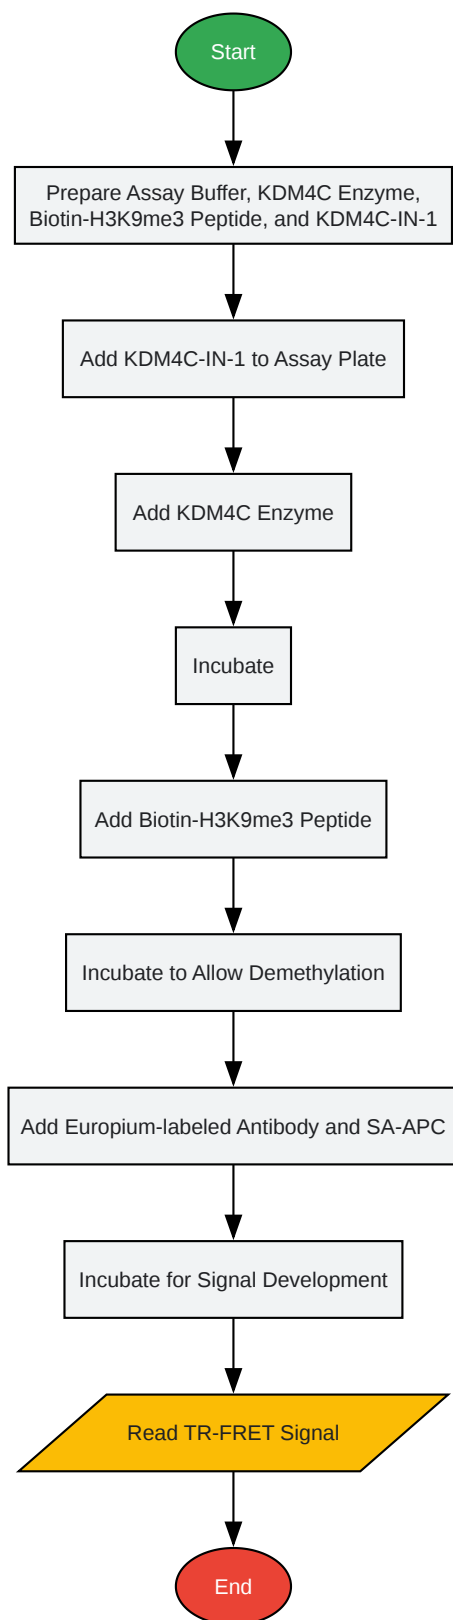 Start
Prepare Assay Buffer, KDM4C Enzyme,
Biotin-H3K9me3 Peptide, and KDM4C-IN-1
Add KDM4C-IN-1 to Assay Plate
Add KDM4C Enzyme
Incubate
Add Biotin-H3K9me3 Peptide
Incubate to Allow Demethylation
Add Europium-labeled Antibody and SA-APC
Incubate for Signal Development
Read TR-FRET Signal
End